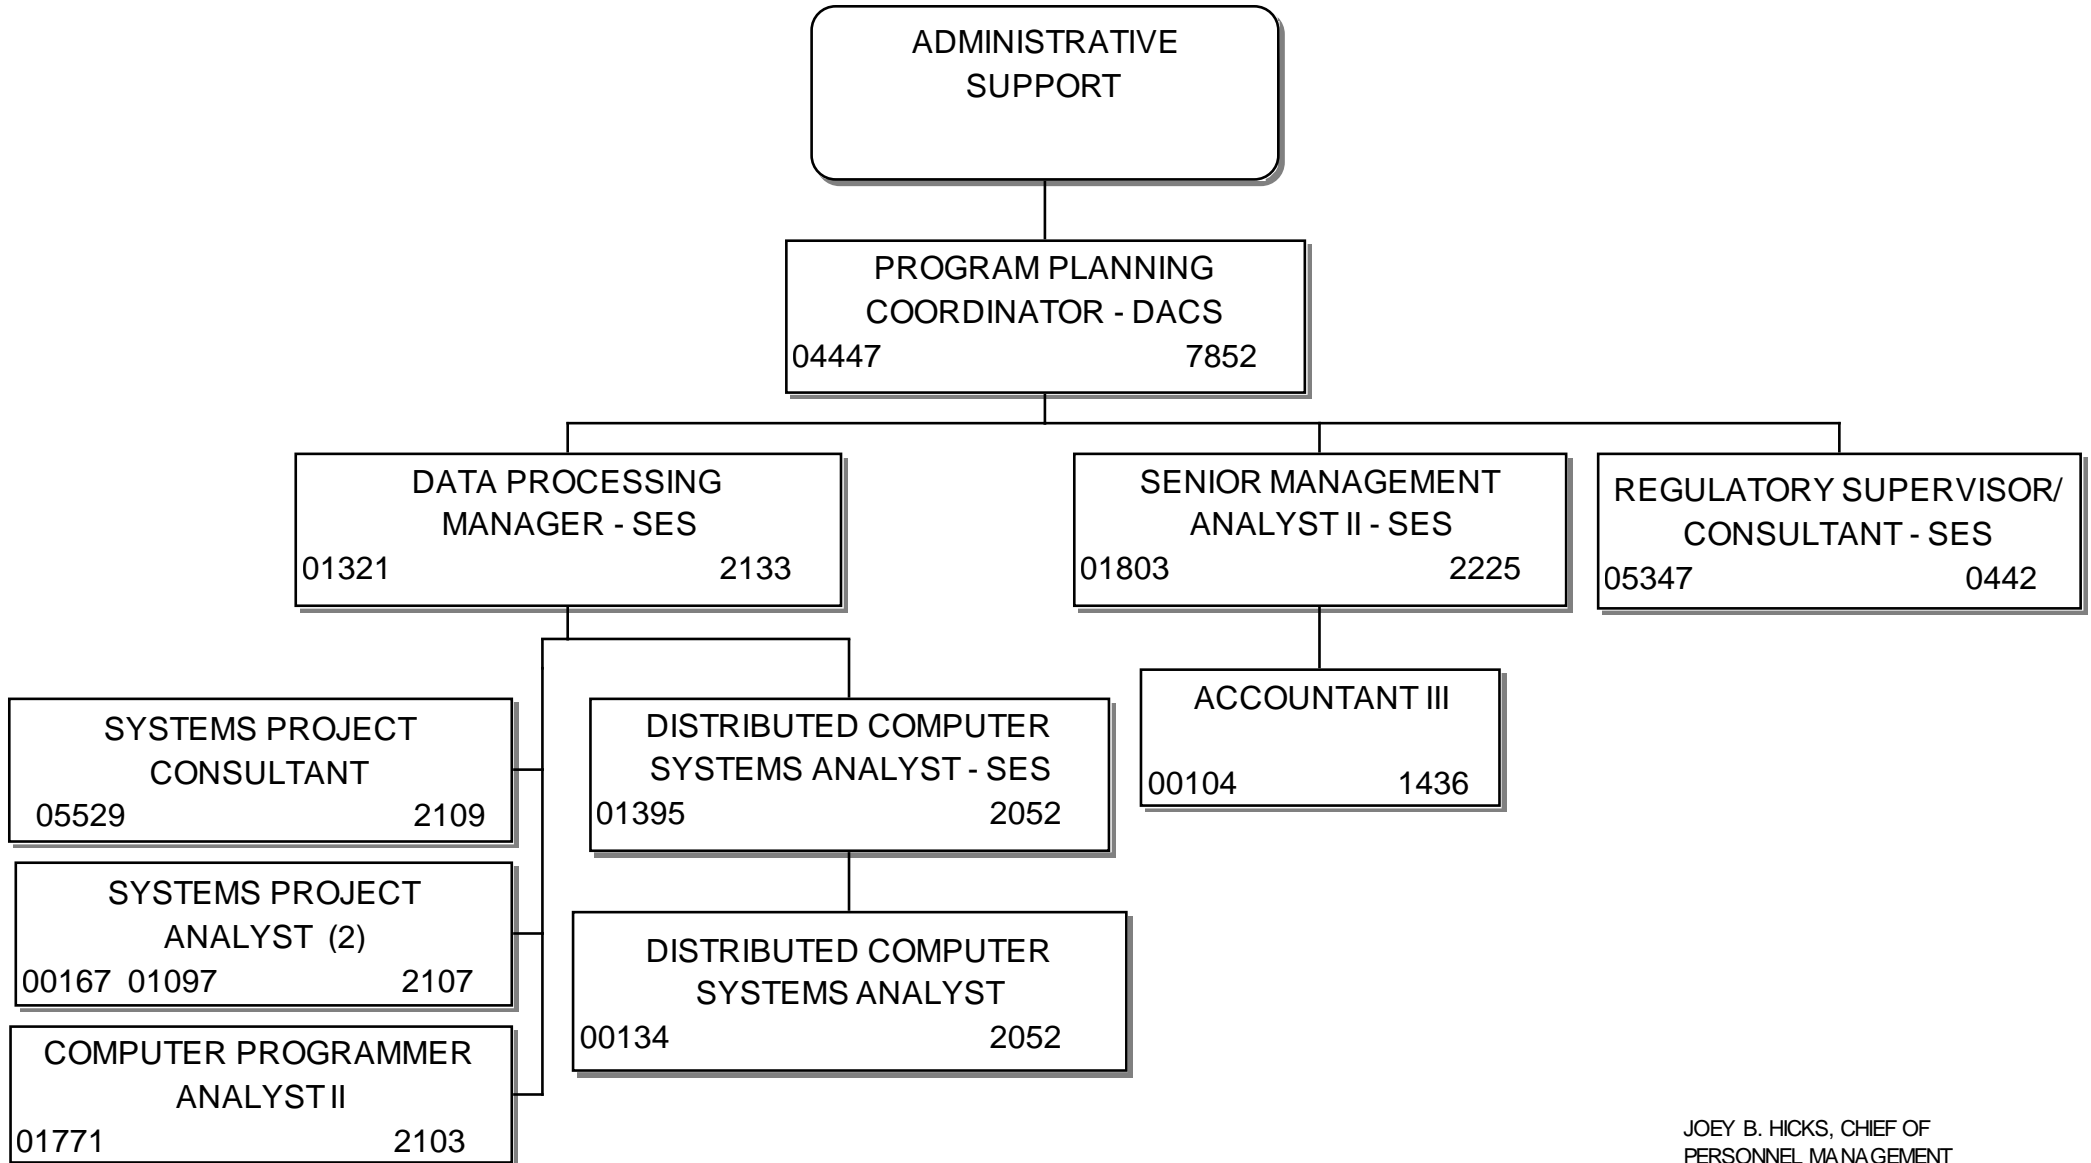 ADMINISTRATIVE
SUPPORT
PROGRAM PLANNING
COORDINATOR - DACS
04447 7852
DATA PROCESSING
MANAGER - SES
01321 2133
SENIOR MANAGEMENT
ANALYST II - SES
01803 2225
REGULATORY SUPERVISOR/
CONSULTANT - SES
05347 0442
SYSTEMS PROJECT
CONSULTANT
05529 2109
SYSTEMS PROJECT
ANALYST (2)
00167 01097 2107
COMPUTER PROGRAMMER
ANALYST II
01771 2103
DISTRIBUTED COMPUTER
SYSTEMS ANALYST - SES
01395 2052
DISTRIBUTED COMPUTER
SYSTEMS ANALYST
00134 2052
ACCOUNTANT III
00104 1436
JOEY B. HICKS, CHIEF OF
PERSONNEL MANAGEMENT